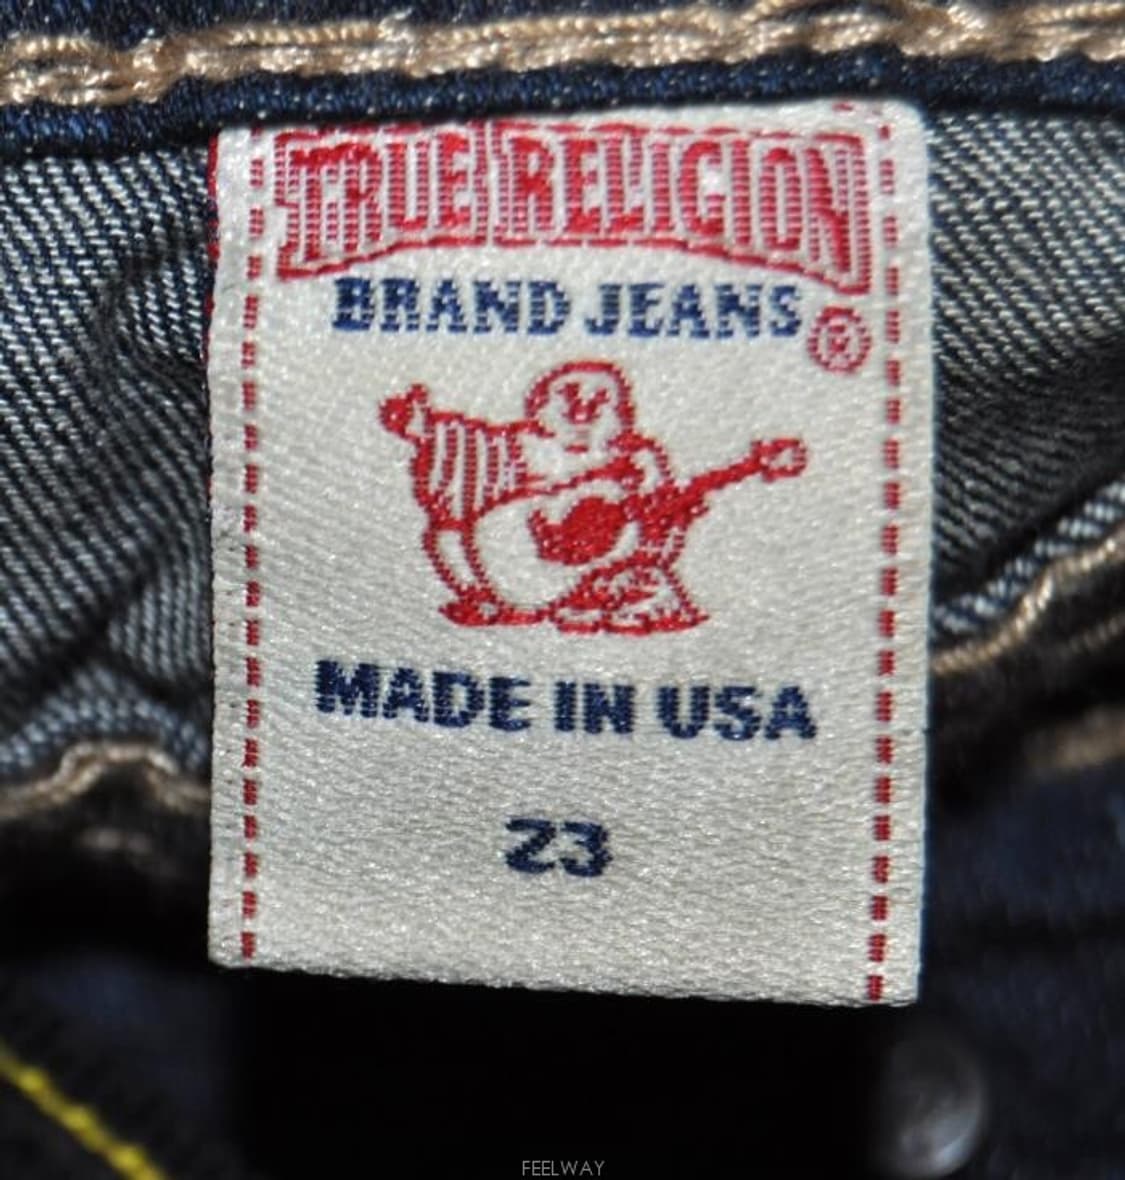 TRUE RELIGION
BRAND JEANS ®
MADE IN USA
23
FEELWAY